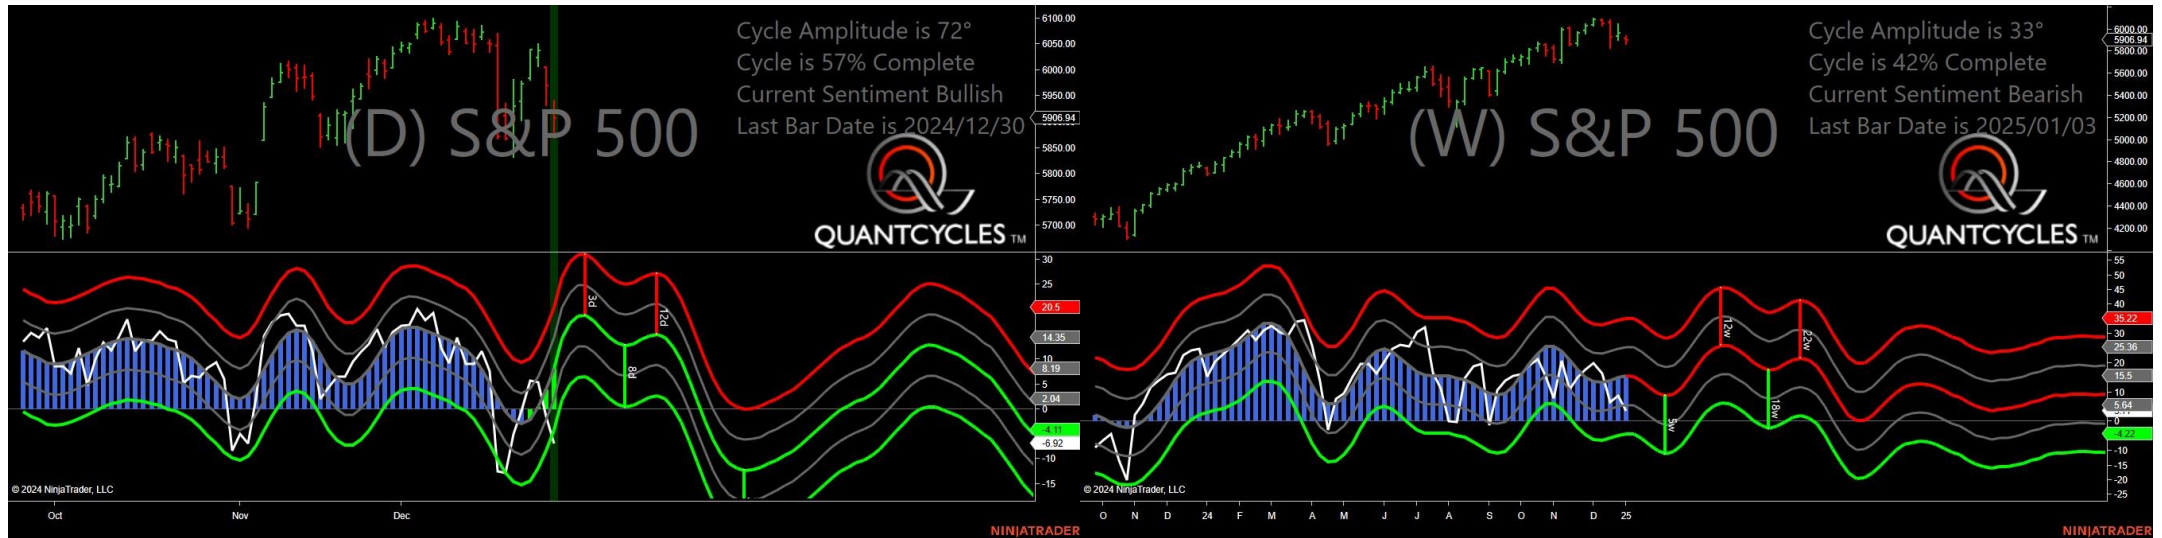 Cycle Amplitude is 72°
Cycle is 57% Complete
Current Sentiment Bullish
Last Bar Date is 2024/12/30
(D) S&P 500
QUANTCYCLES TM
6100.00
6050.00
6000.00
5950.00
5906.94
5850.00
5800.00
5750.00
5700.00
30
25
20.5
14.35
10
8.19
5
2.04
0
-4.11
-6.92
-10
-15
3d
12d
8d
© 2024 NinjaTrader, LLC
Oct Nov Dec
NINJATRADER
Cycle Amplitude is 33°
Cycle is 42% Complete
Current Sentiment Bearish
Last Bar Date is 2025/01/03
(W) S&P 500
QUANTCYCLES TM
6000.00
5906.94
5800.00
5600.00
5400.00
5200.00
5000.00
4800.00
4600.00
4400.00
4200.00
55
50
45
40
35.22
30
25.36
20
15.5
5.64
0
-4.22
-10
-15
-20
-25
12w
22w
5w
18w
© 2024 NinjaTrader, LLC
O N D 24 F M A M J J A S O N D 25
NINJATRADER